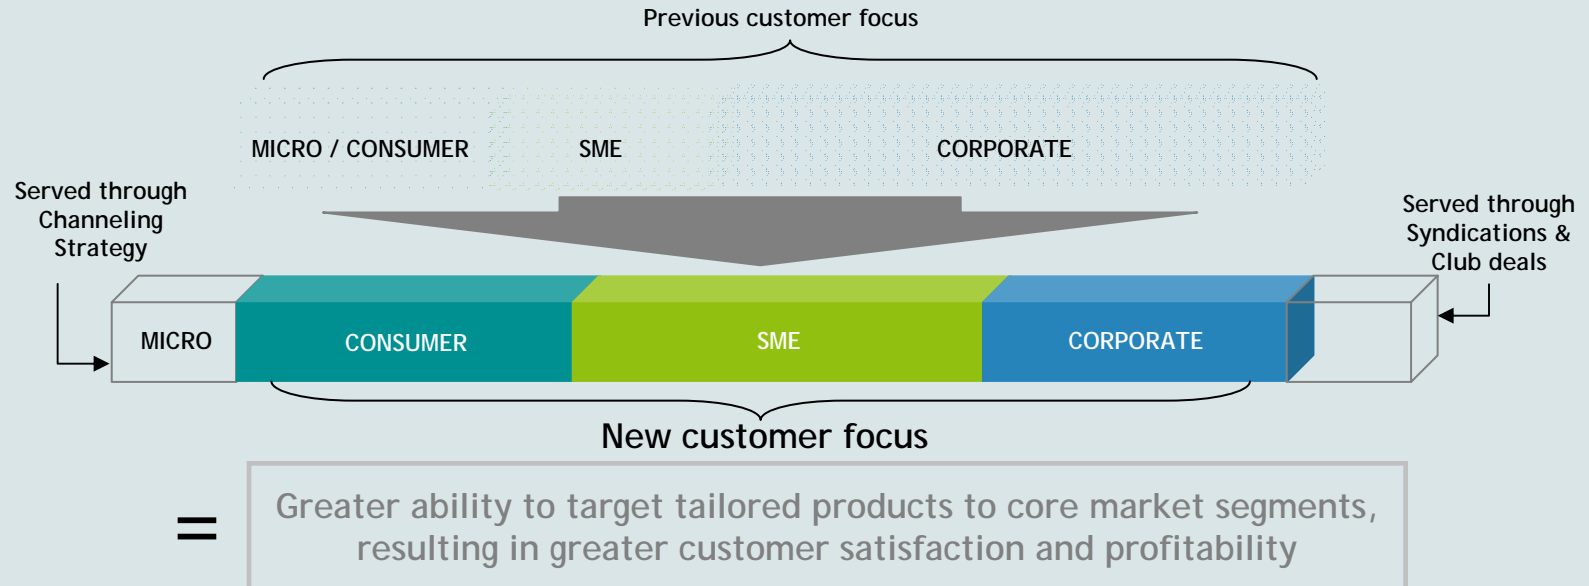 Previous customer focus
MICRO / CONSUMER
SME
CORPORATE
Served through
Channeling
Strategy
Served through
Syndications &
Club deals
MICRO
CONSUMER
SME
CORPORATE
New customer focus
=
Greater ability to target tailored products to core market segments,
resulting in greater customer satisfaction and profitability